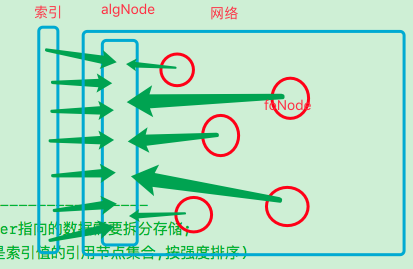 索引
algNode
网络
foNode
er指向的数据需要拆分存储;
是索引值的引用节点集合,按强度排序)